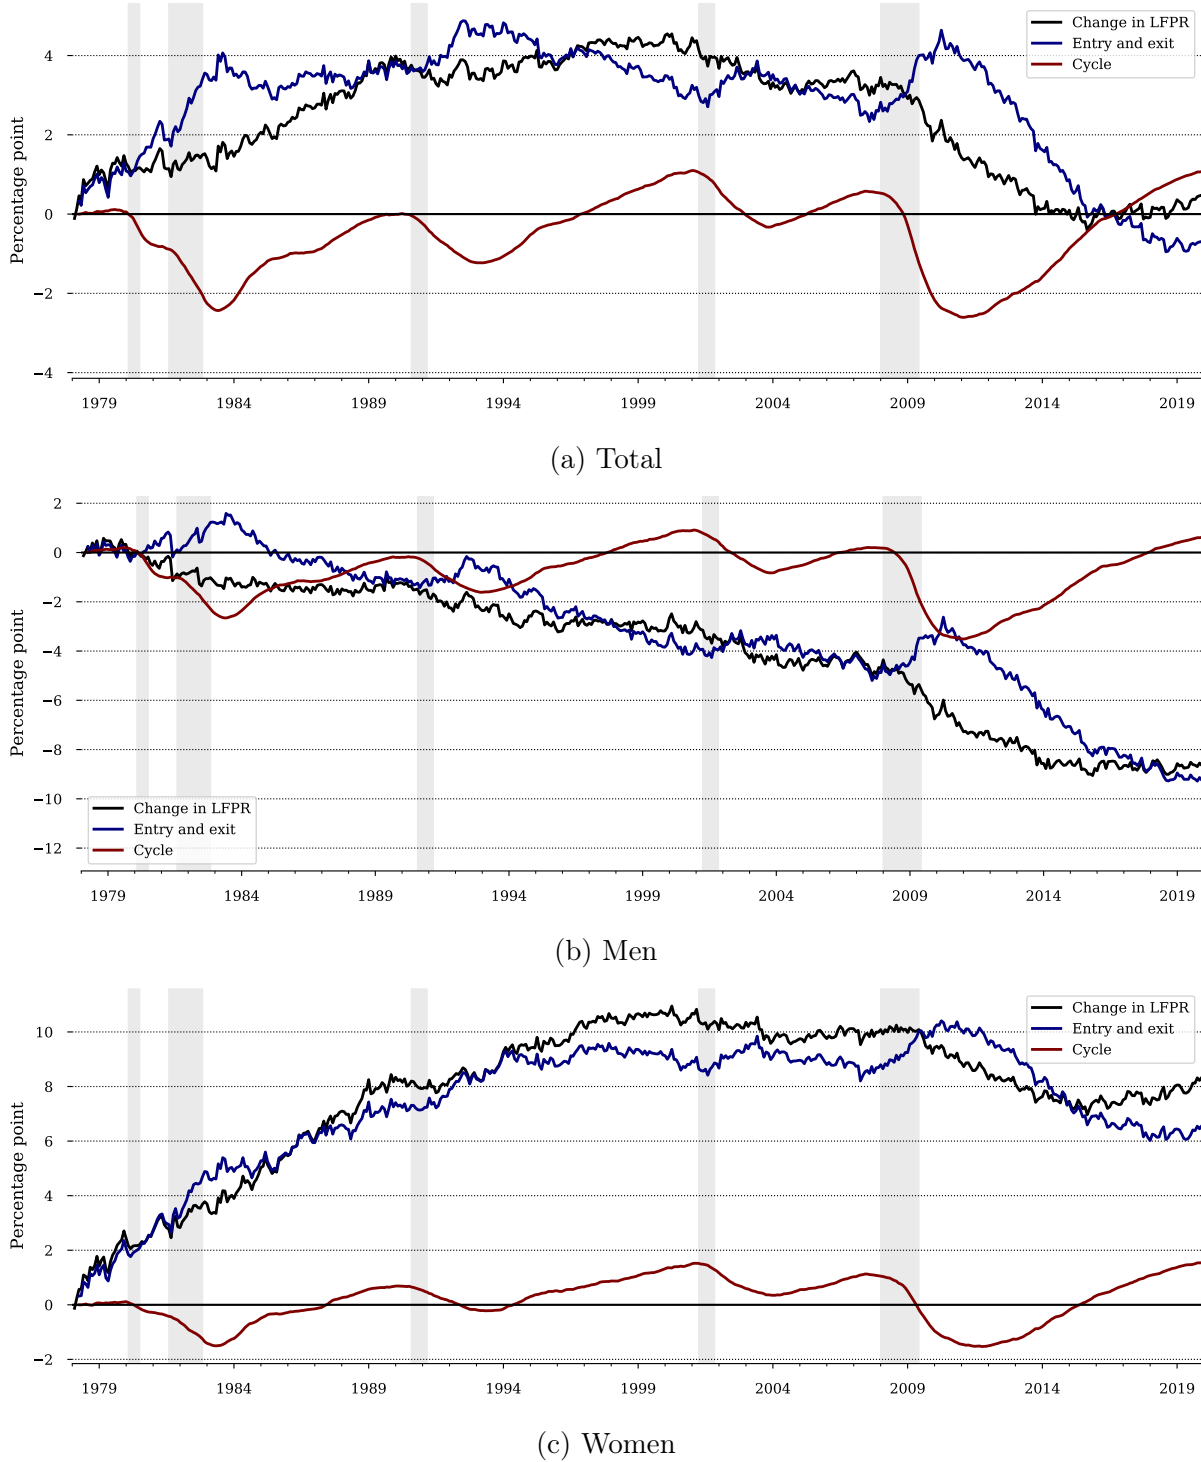 Change in LFPR
Entry and exit
Cycle
Percentage point
4
2
0
−2
−4
1979 1984 1989 1994 1999 2004 2009 2014 2019
(a) Total
Percentage point
2
0
−2
−4
−6
−8
−10
−12
Change in LFPR
Entry and exit
Cycle
1979 1984 1989 1994 1999 2004 2009 2014 2019
(b) Men
Change in LFPR
Entry and exit
Cycle
Percentage point
10
8
6
4
2
0
−2
1979 1984 1989 1994 1999 2004 2009 2014 2019
(c) Women